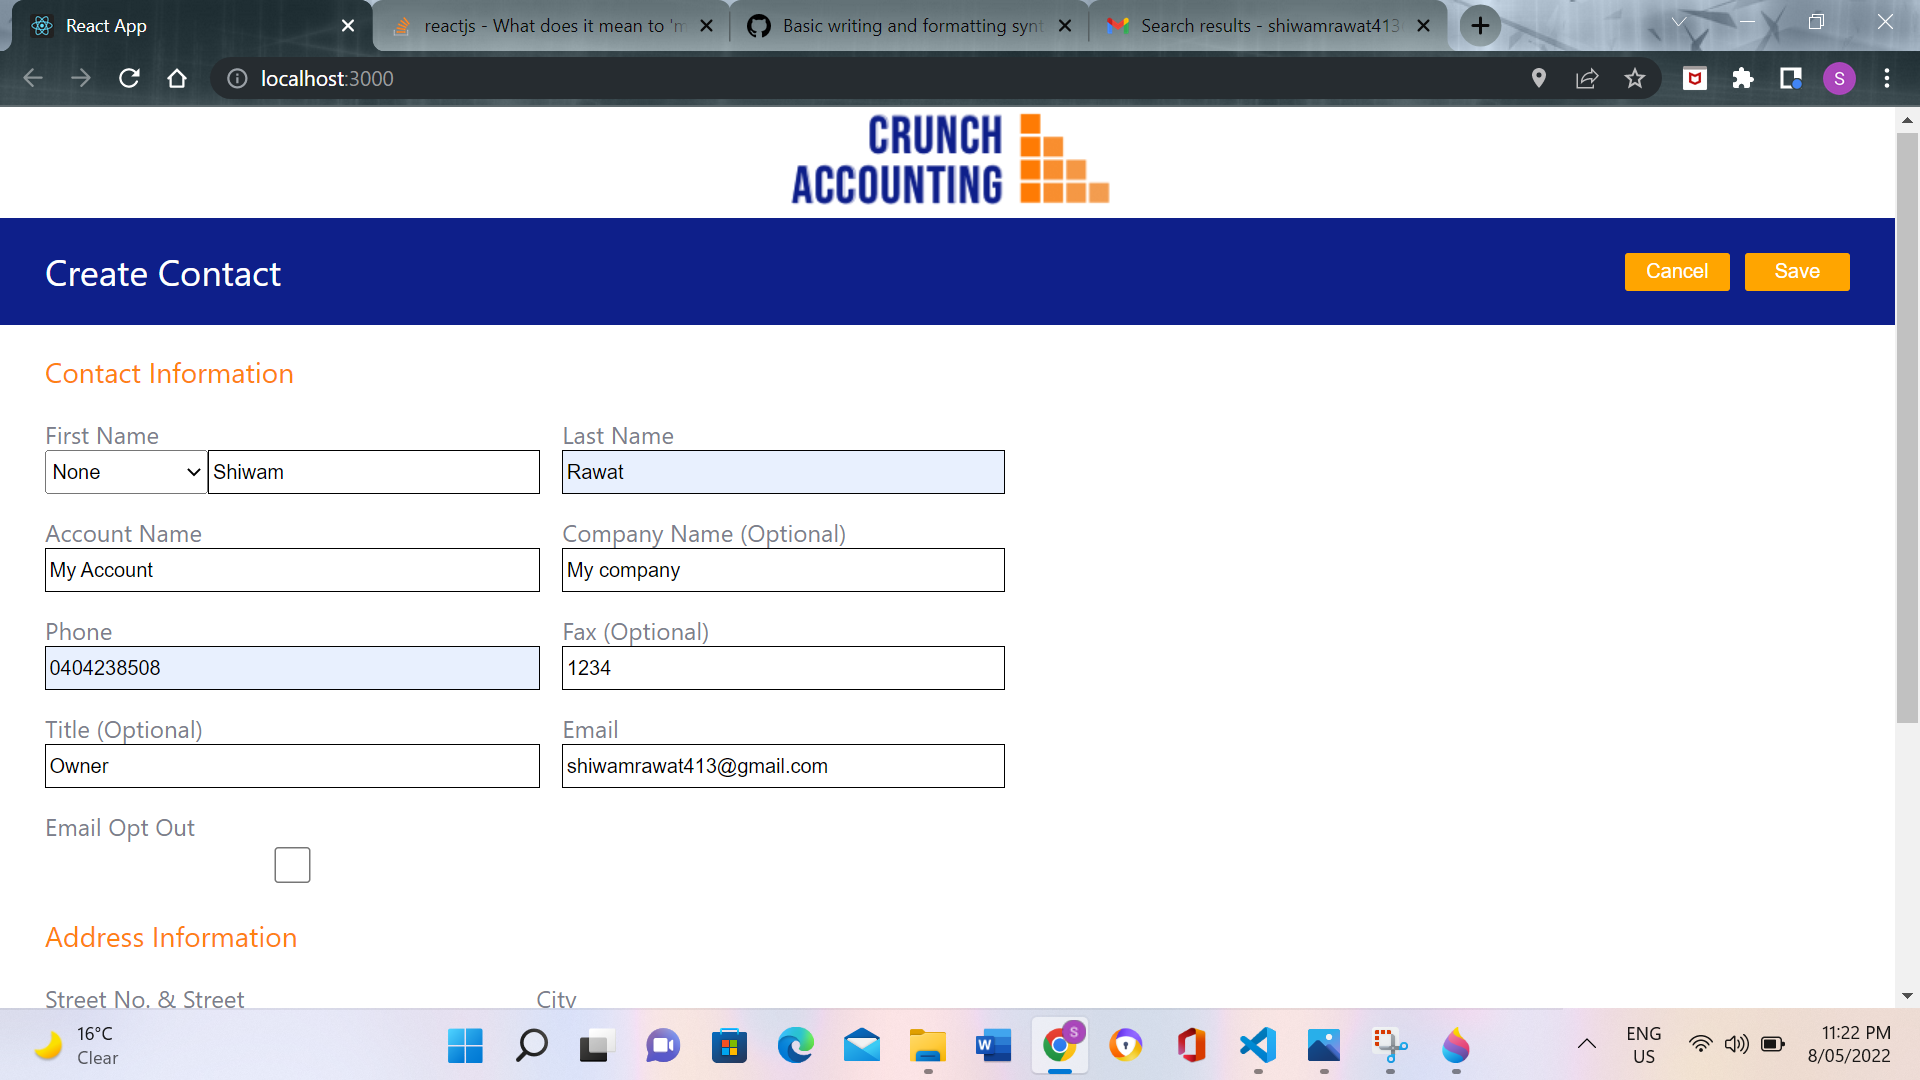 React App
reactjs - What does it mean to 'm
Basic writing and formatting synt
Search results - shiwamrawat413
localhost:3000
S
CRUNCH
ACCOUNTING
Create Contact
Cancel
Save
Contact Information
First Name
Last Name
None
Shiwam
Rawat
Account Name
Company Name (Optional)
My Account
My company
Phone
Fax (Optional)
0404238508
1234
Title (Optional)
Email
Owner
shiwamrawat413@gmail.com
Email Opt Out
Address Information
Street No. & Street
City
16°C
Clear
W
S
ENG
US
11:22 PM
8/05/2022